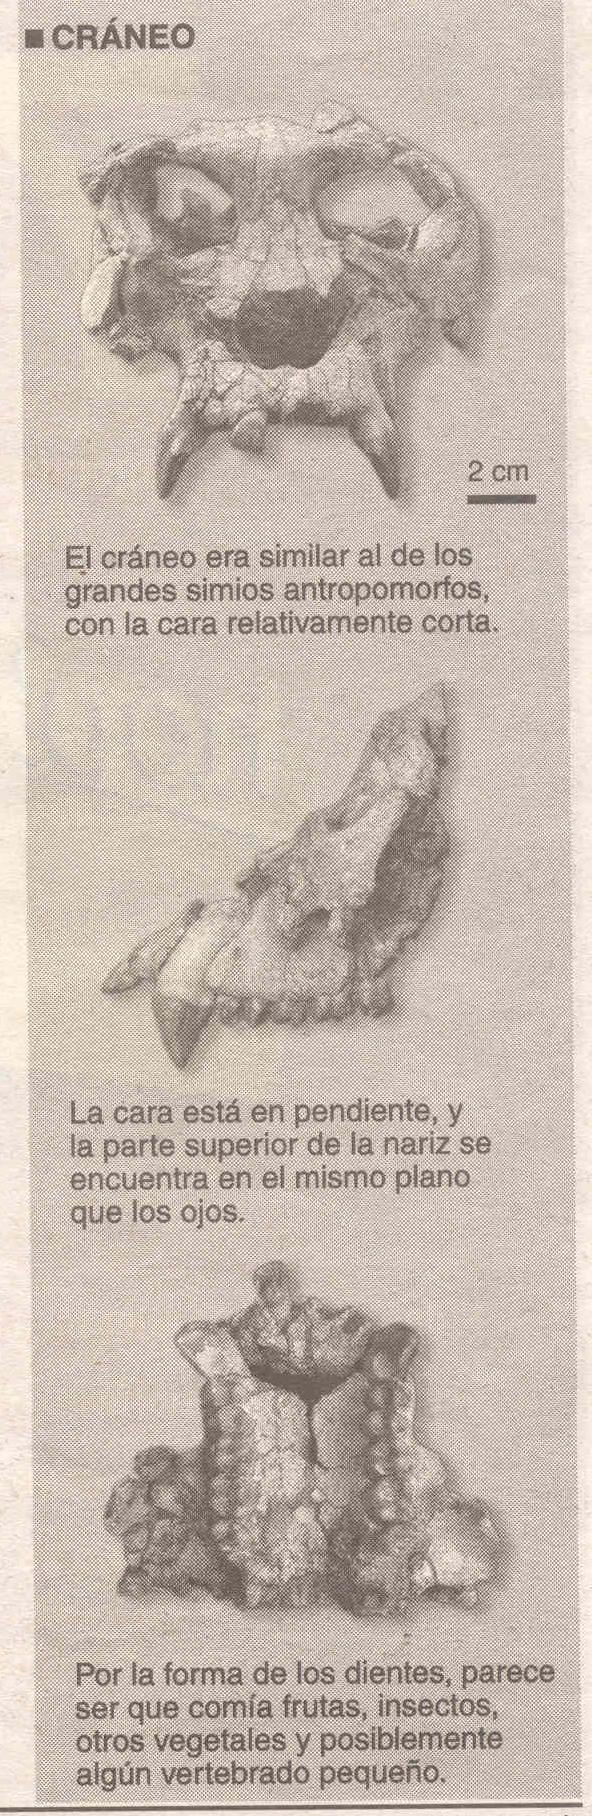 ■ CRÁNEO
2 cm
El cráneo era similar al de los
grandes simios antropomorfos,
con la cara relativamente corta.
La cara está en pendiente, y
la parte superior de la nariz se
encuentra en el mismo plano
que los ojos.
Por la forma de los dientes, parece
ser que comía frutas, insectos,
otros vegetales y posiblemente
algún vertebrado pequeño.